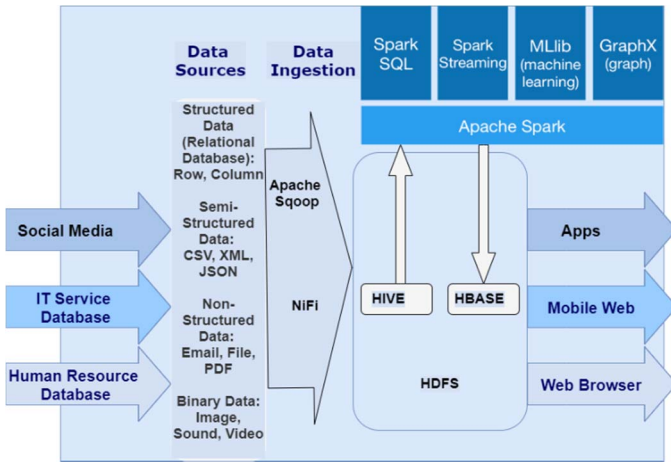 Data
Sources
Data
Ingestion
Spark
SQL
Spark
Streaming
MLlib
(machine
learning)
GraphX
(graph)
Apache Spark
Structured
Data
(Relational
Database):
Row, Column
Semi-
Structured
Data:
CSV, XML,
JSON
Non-
Structured
Data:
Email, File,
PDF
Binary Data:
Image,
Sound, Video
Apache
Sqoop
NiFi
Social Media
IT Service
Database
Human Resource
Database
HIVE
HBASE
HDFS
Apps
Mobile Web
Web Browser